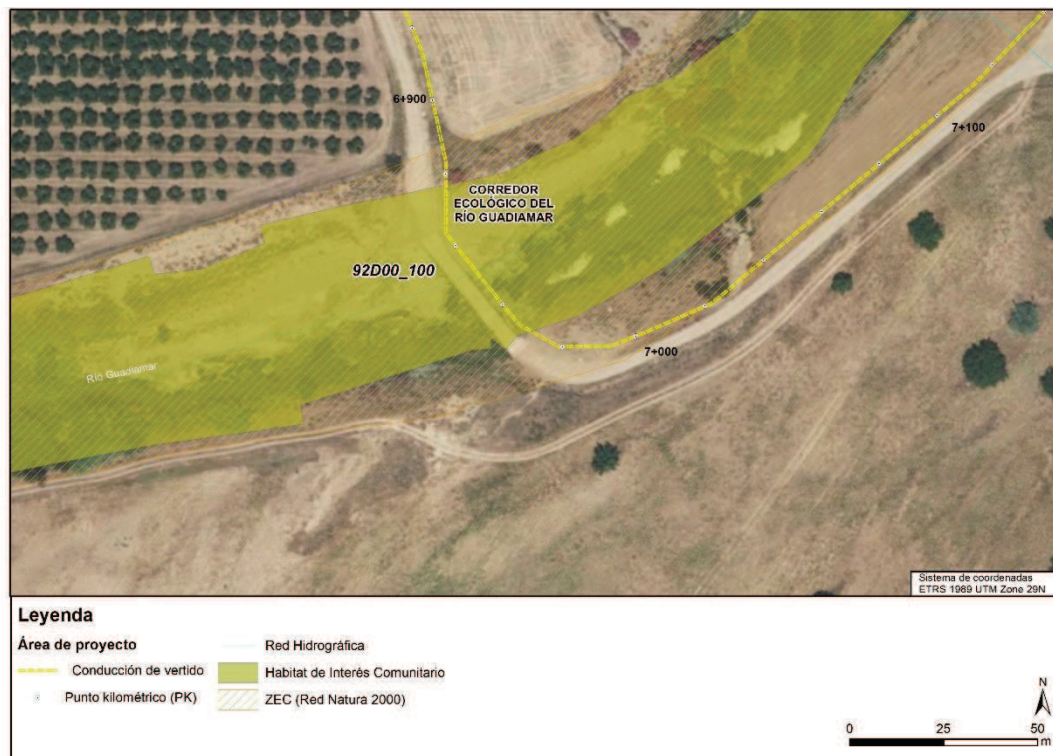 6+900
7+100
CORREDOR
ECOLÓGICO DEL
RÍO GUADIAMAR
92D00_100
7+000
Río Guadiamar
Sistema de coordenadas
ETRS 1989 UTM Zone 29N
Leyenda
Área de proyecto
Conducción de vertido
Punto kilométrico (PK)
Red Hidrográfica
Habitat de Interés Comunitario
ZEC (Red Natura 2000)
N
0 25 50
m